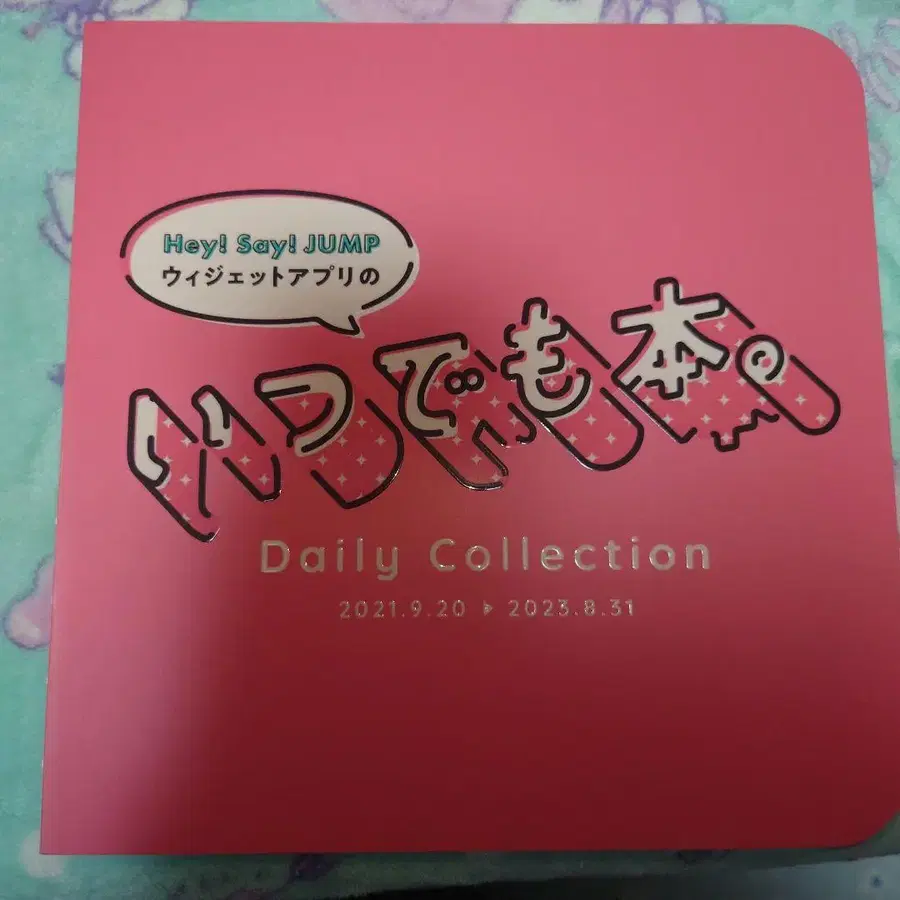 Hey! Say! JUMP
ウィジェットアプリの
いつでも本。
Daily Collection
2021.9.20 ▶ 2023.8.31